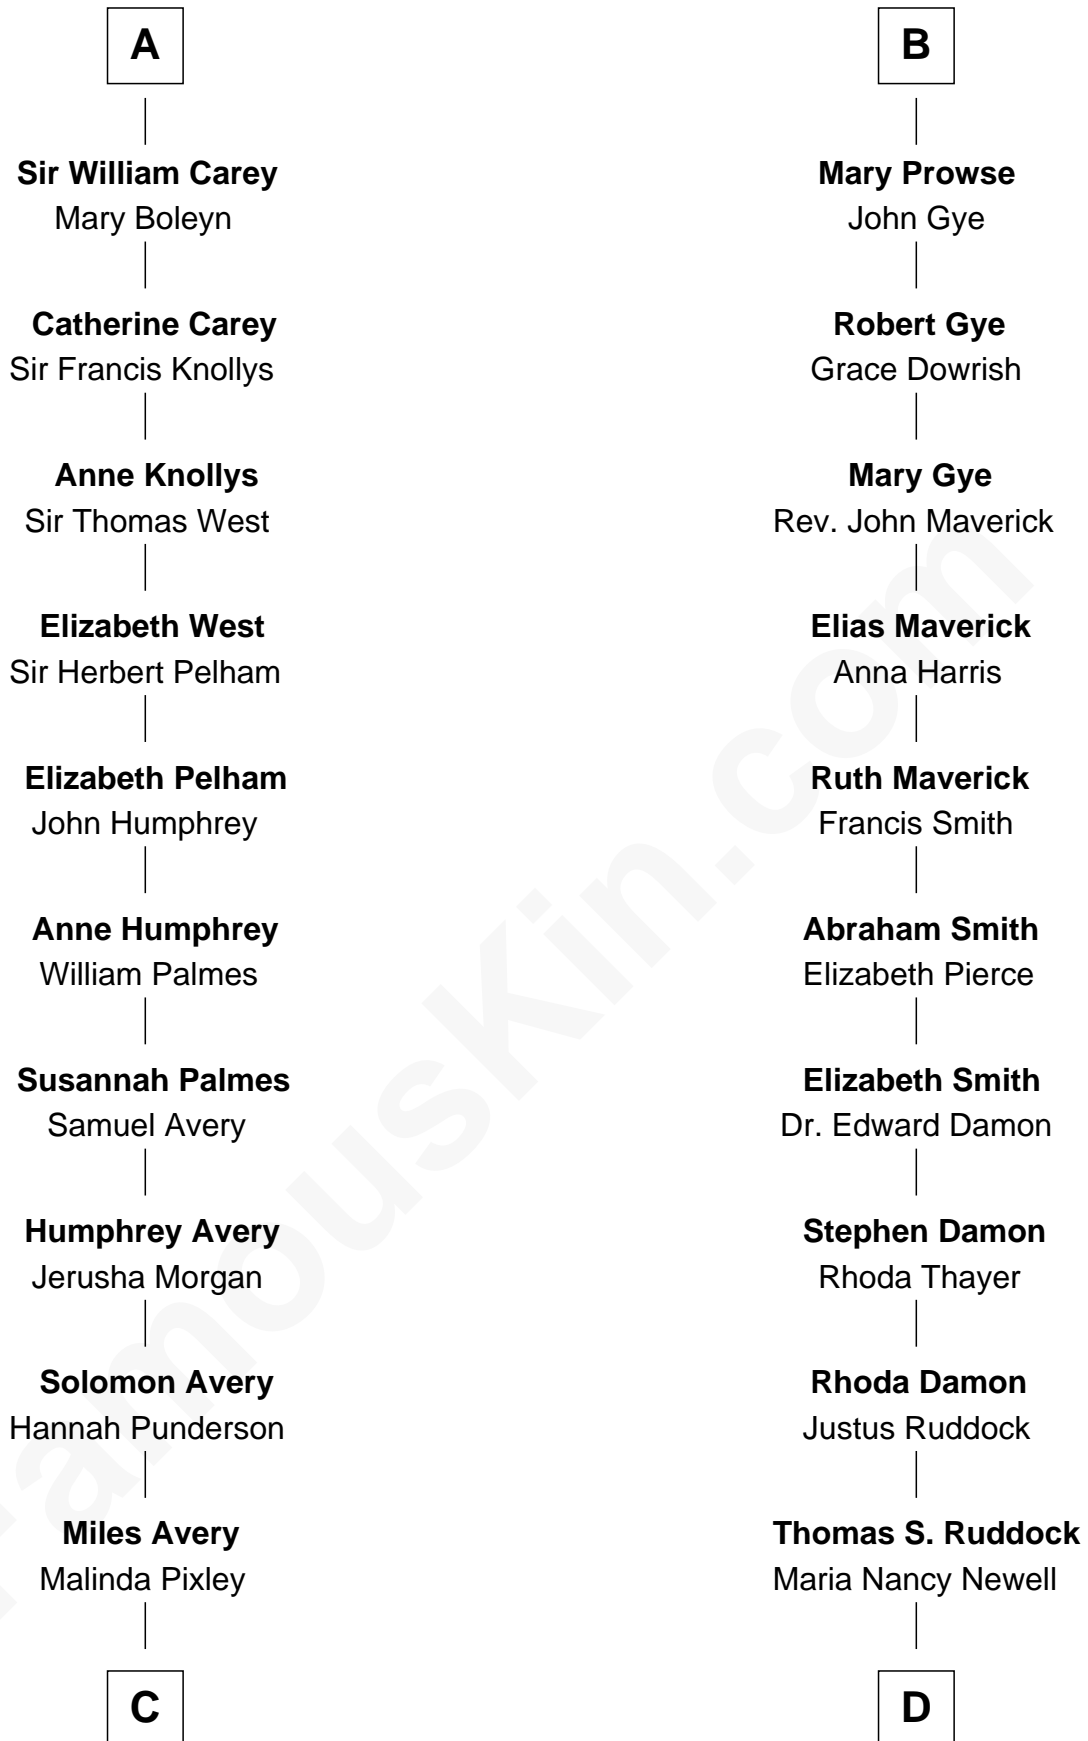 A
Sir William Carey
Mary Boleyn
Catherine Carey
Sir Francis Knollys
Anne Knollys
Sir Thomas West
Elizabeth West
Sir Herbert Pelham
Elizabeth Pelham
John Humphrey
Anne Humphrey
William Palmes
Susannah Palmes
Samuel Avery
Humphrey Avery
Jerusha Morgan
Solomon Avery
Hannah Punderson
Miles Avery
Malinda Pixley
C
B
Mary Prowse
John Gye
Robert Gye
Grace Dowrish
Mary Gye
Rev. John Maverick
Elias Maverick
Anna Harris
Ruth Maverick
Francis Smith
Abraham Smith
Elizabeth Pierce
Elizabeth Smith
Dr. Edward Damon
Stephen Damon
Rhoda Thayer
Rhoda Damon
Justus Ruddock
Thomas S. Ruddock
Maria Nancy Newell
D
FamousKin.com